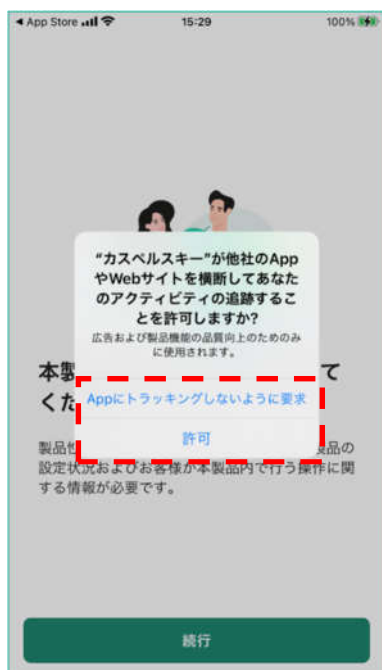 App Store 15:29 100%
“カスペルスキー”が他社のApp
やWebサイトを横断してあなた
のアクティビティの追跡するこ
とを許可しますか?
広告および製品機能の品質向上のためのみ
に使用されます。
本製 て
くだ
Appにトラッキングしないように要求
許可
製品性 製品の
設定状況およびお客様が本製品内で行う操作に関
する情報が必要です。
続行